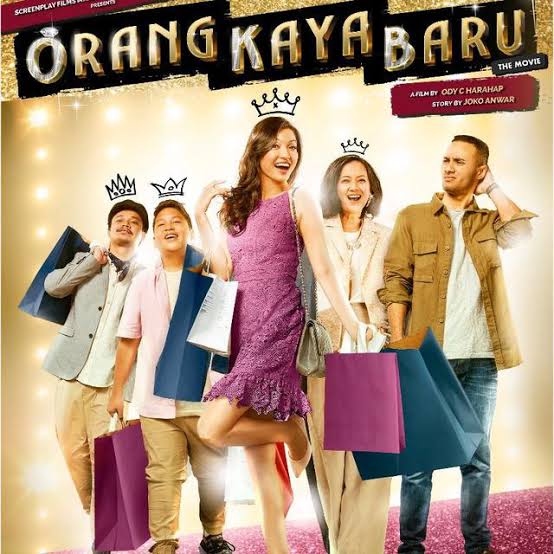 SCREENPLAY FILMS
PRESENTS
ORANG KAYA BARU
THE MOVIE
A FILM BY ODY C HARAHAP
STORY BY JOKO ANWAR